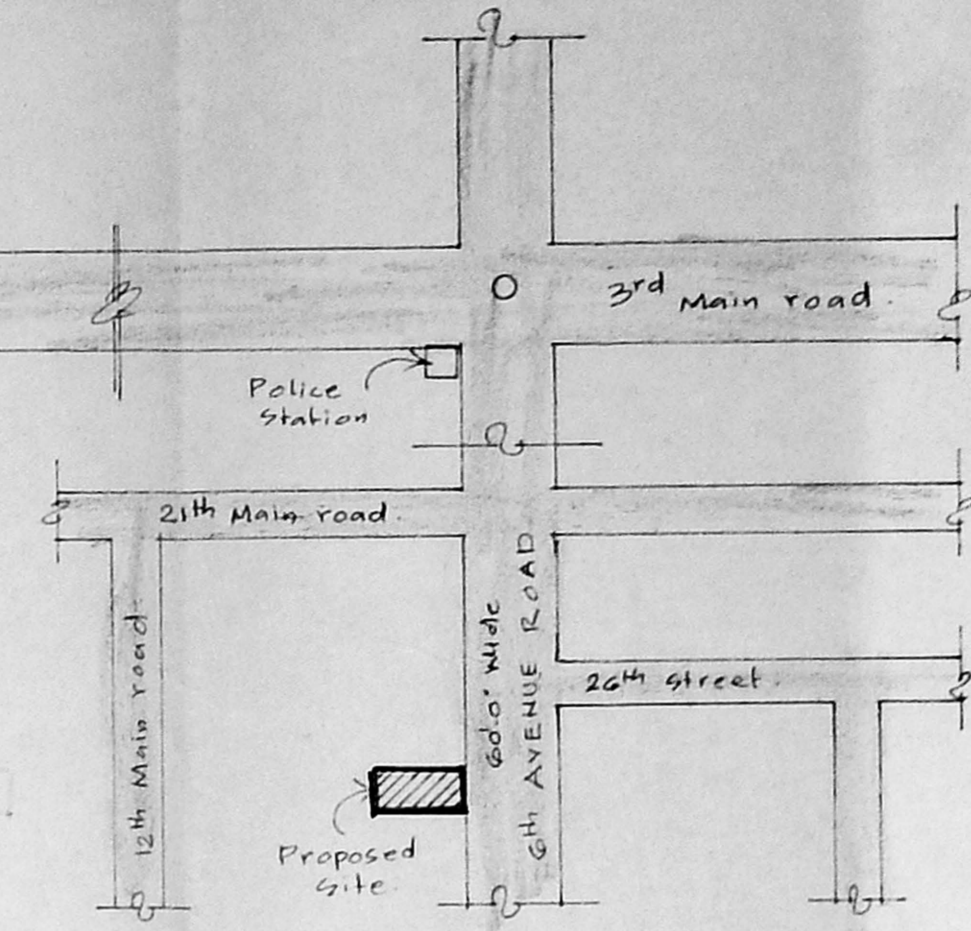 3rd Main road.
Police
Station
21th Main road.
12th Main road
60'.0" Wide
6th AVENUE ROAD
26th Street.
Proposed
Site.